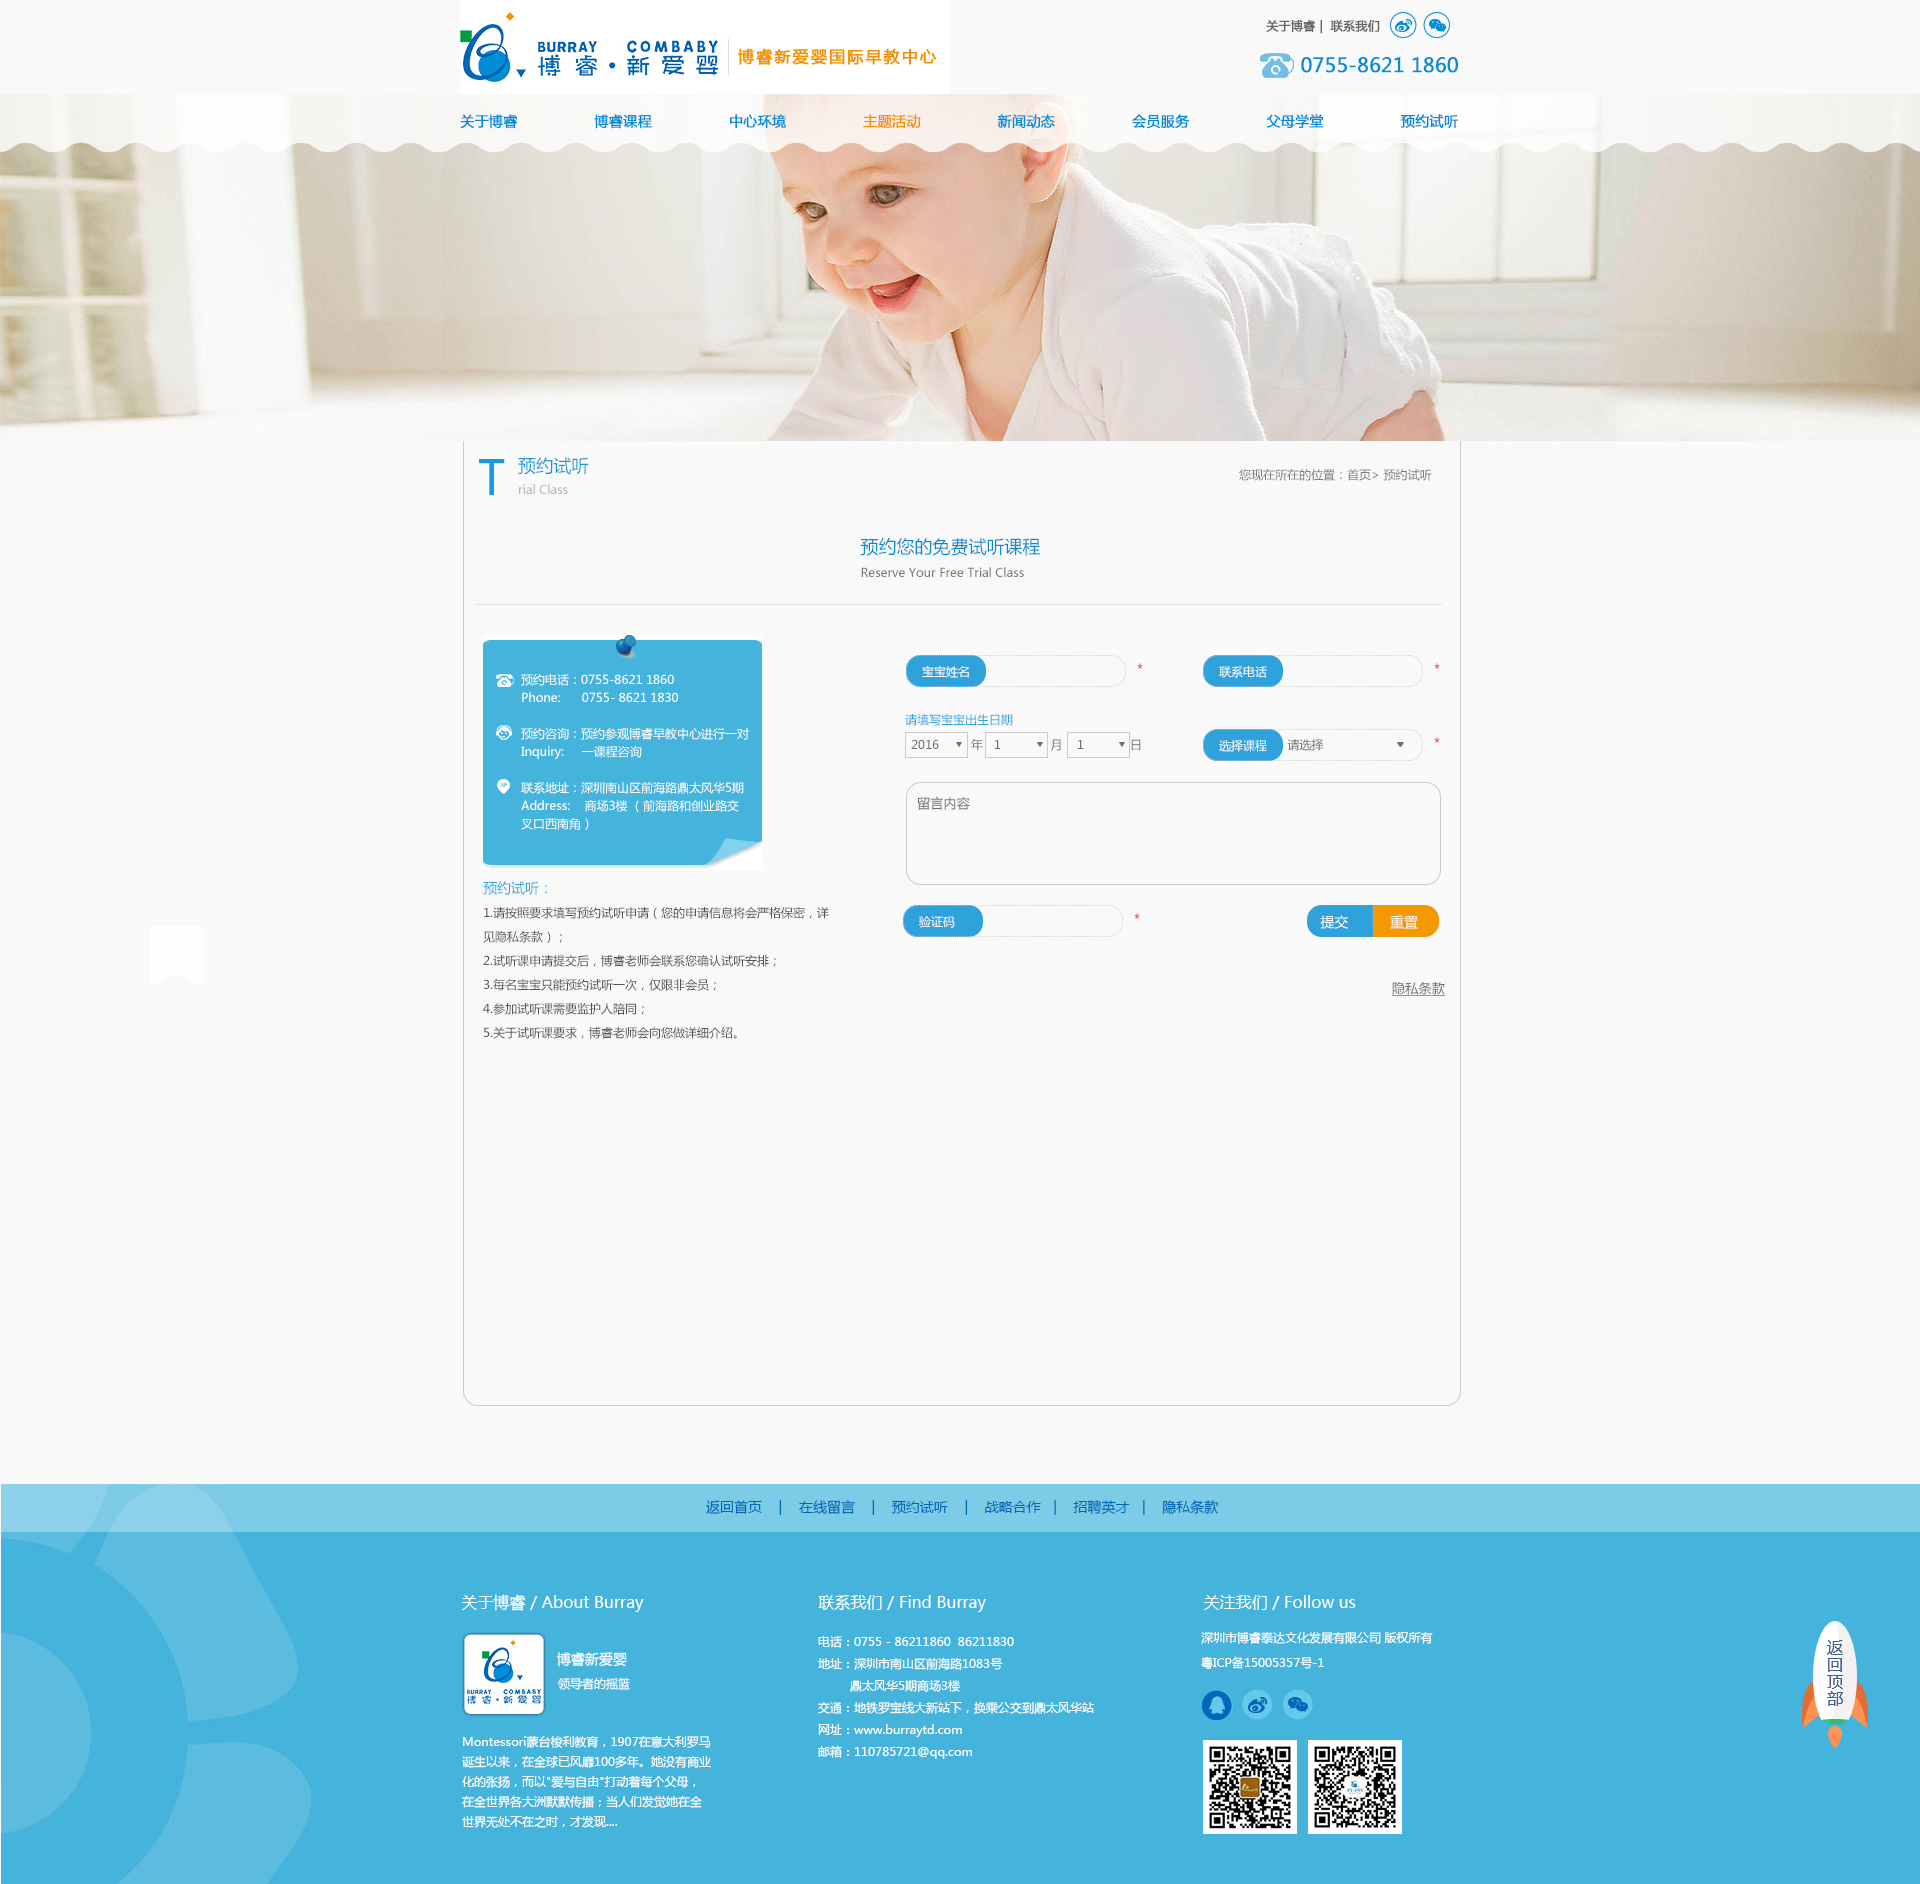 BURRAY · COMBABY
博睿·新爱婴
博睿新爱婴国际早教中心
关于博睿 | 联系我们
0755-8621 1860
关于博睿 博睿课程 中心环境 主题活动 新闻动态 会员服务 父母学堂 预约试听
T 预约试听
rial Class
您现在所在的位置：首页> 预约试听
预约您的免费试听课程
Reserve Your Free Trial Class
预约电话：0755-8621 1860
Phone: 0755- 8621 1830
预约咨询：预约参观博睿早教中心进行一对
Inquiry: 一课程咨询
联系地址：深圳南山区前海路鼎太风华5期
Address: 商场3楼（前海路和创业路交
叉口西南角）
预约试听：
1.请按照要求填写预约试听申请（您的申请信息将会严格保密，详
见隐私条款）；
2.试听课申请提交后，博睿老师会联系您确认试听安排；
3.每名宝宝只能预约试听一次，仅限非会员；
4.参加试听课需要监护人陪同；
5.关于试听课要求，博睿老师会向您做详细介绍。
宝宝姓名 * 联系电话 *
请填写宝宝出生日期
2016 年 1 月 1 日
选择课程 请选择 *
留言内容
验证码 *
提交 重置
隐私条款
返回首页 | 在线留言 | 预约试听 | 战略合作 | 招聘英才 | 隐私条款
关于博睿 / About Burray
BURRAY COMBABY
博睿·新爱婴
博睿新爱婴
领导者的摇篮
Montessori蒙台梭利教育，1907在意大利罗马
诞生以来，在全球已风靡100多年。她没有商业
化的张扬，而以"爱与自由"打动着每个父母，
在全世界各大洲默默传播；当人们发觉她在全
世界无处不在之时，才发现....
联系我们 / Find Burray
电话：0755 - 86211860 86211830
地址：深圳市南山区前海路1083号
鼎太风华5期商场3楼
交通：地铁罗宝线大新站下，换乘公交到鼎太风华站
网址：www.burraytd.com
邮箱：110785721@qq.com
关注我们 / Follow us
深圳市博睿泰达文化发展有限公司 版权所有
粤ICP备15005357号-1
返回顶部